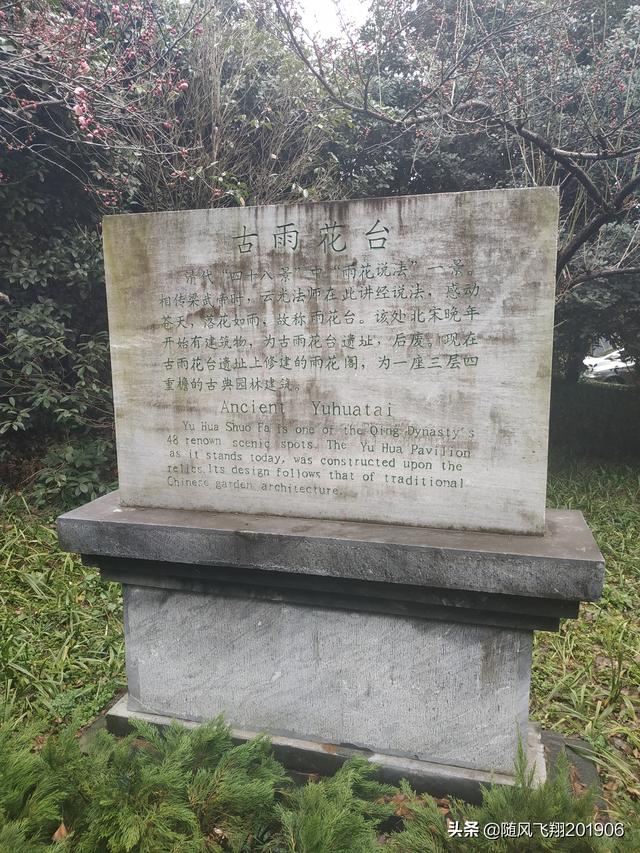 古雨花台
清代“四十八景”中“雨花说法”一景。
相传梁武帝时，云光法师在此讲经说法，感动
苍天，落花如雨，故称雨花台。该处北宋晚年
开始有建筑物，为古雨花台遗址，后废。现在
古雨花台遗址上修建的雨花阁，为一座三层四
重檐的古典园林建筑。
Ancient Yuhuatai
Yu Hua Shuo Fa is one of the Qing Dynasty's
48 renown scenic spots. The Yu Hua Pavilion
as it stands today, was constructed upon the
relics.Its design follows that of traditional
Chinese garden architecture.
头条 @随风飞翔201906